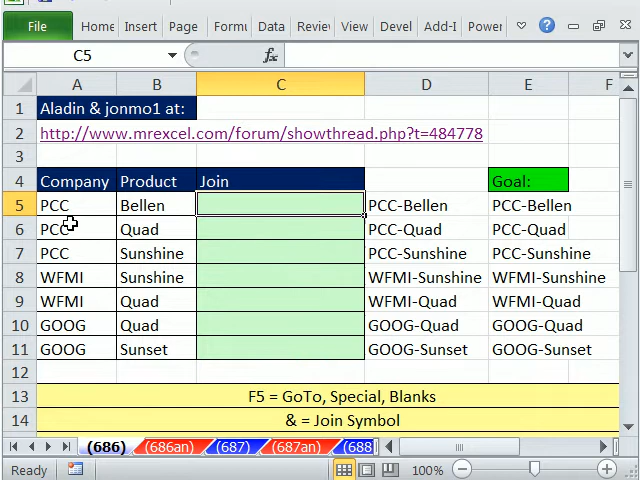 File Home Insert Page Formu Data Review View Devel Add-I Power
C5 fx
A B C D E F
1 Aladin & jonmo1 at:
2 http://www.mrexcel.com/forum/showthread.php?t=484778
3
4 Company Product Join Goal:
5 PCC Bellen PCC-Bellen PCC-Bellen
6 PCC Quad PCC-Quad PCC-Quad
7 PCC Sunshine PCC-Sunshine PCC-Sunshine
8 WFMI Sunshine WFMI-Sunshine WFMI-Sunshine
9 WFMI Quad WFMI-Quad WFMI-Quad
10 GOOG Quad GOOG-Quad GOOG-Quad
11 GOOG Sunset GOOG-Sunset GOOG-Sunset
12
13 F5 = GoTo, Special, Blanks
14 & = Join Symbol
(686) (686an) (687) (687an) (688
Ready 100%